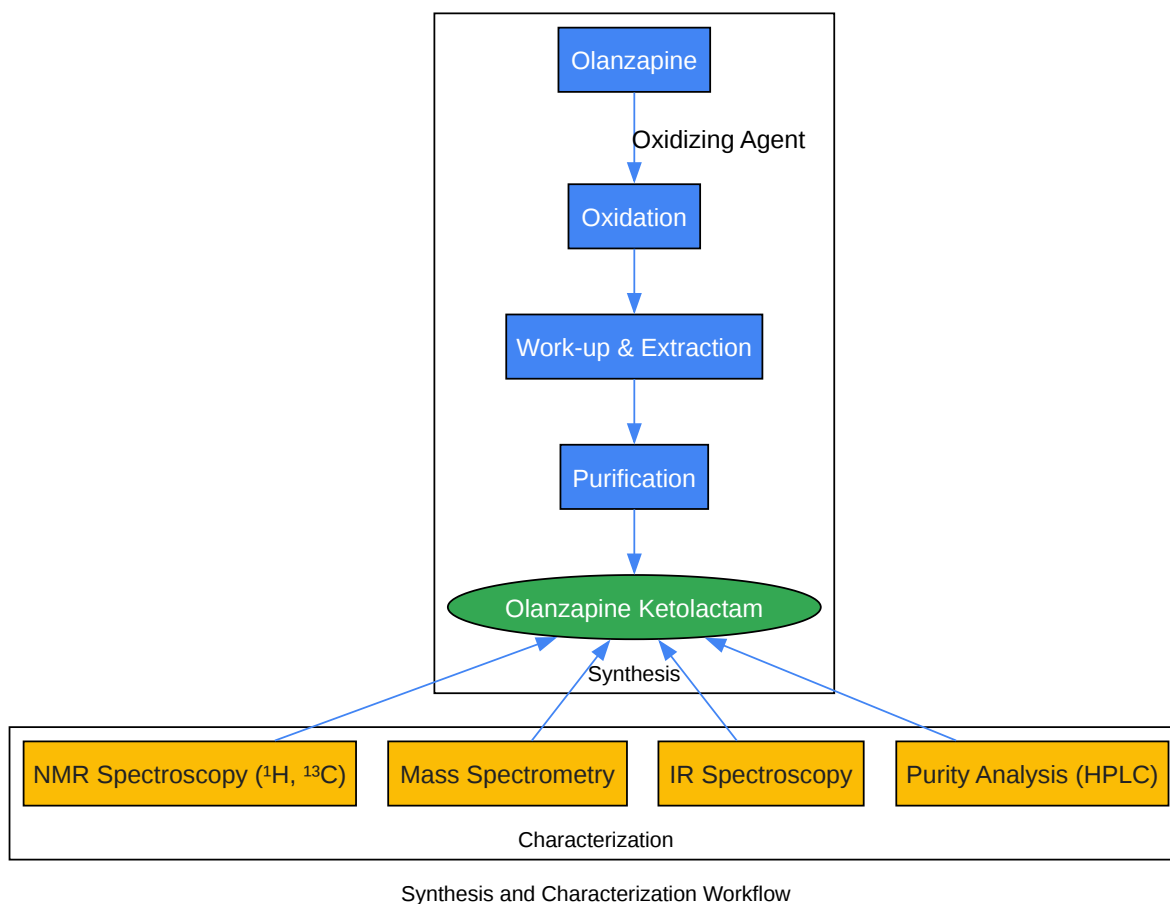 Olanzapine
Oxidizing Agent
Oxidation
Work-up & Extraction
Purification
Olanzapine Ketolactam
Synthesis
NMR Spectroscopy (¹H, ¹³C)
Mass Spectrometry
IR Spectroscopy
Purity Analysis (HPLC)
Characterization
Synthesis and Characterization Workflow